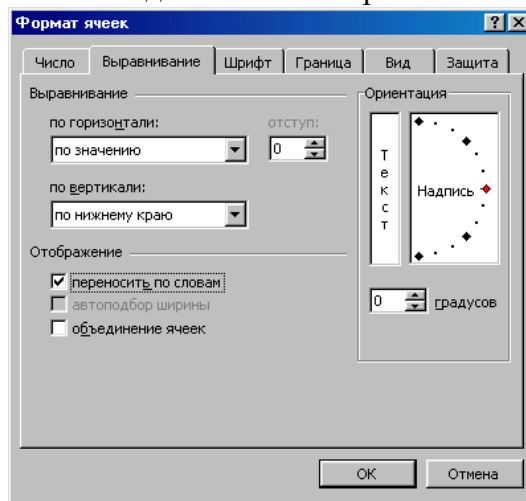 Формат ячеек
Число Выравнивание Шрифт Граница Вид Защита
Выравнивание
по горизонтали: отступ:
по значению 0
по вертикали:
по нижнему краю
Отображение
переносить по словам
автоподбор ширины
объединение ячеек
Ориентация
Текст
Надпись
0 градусов
ОК Отмена